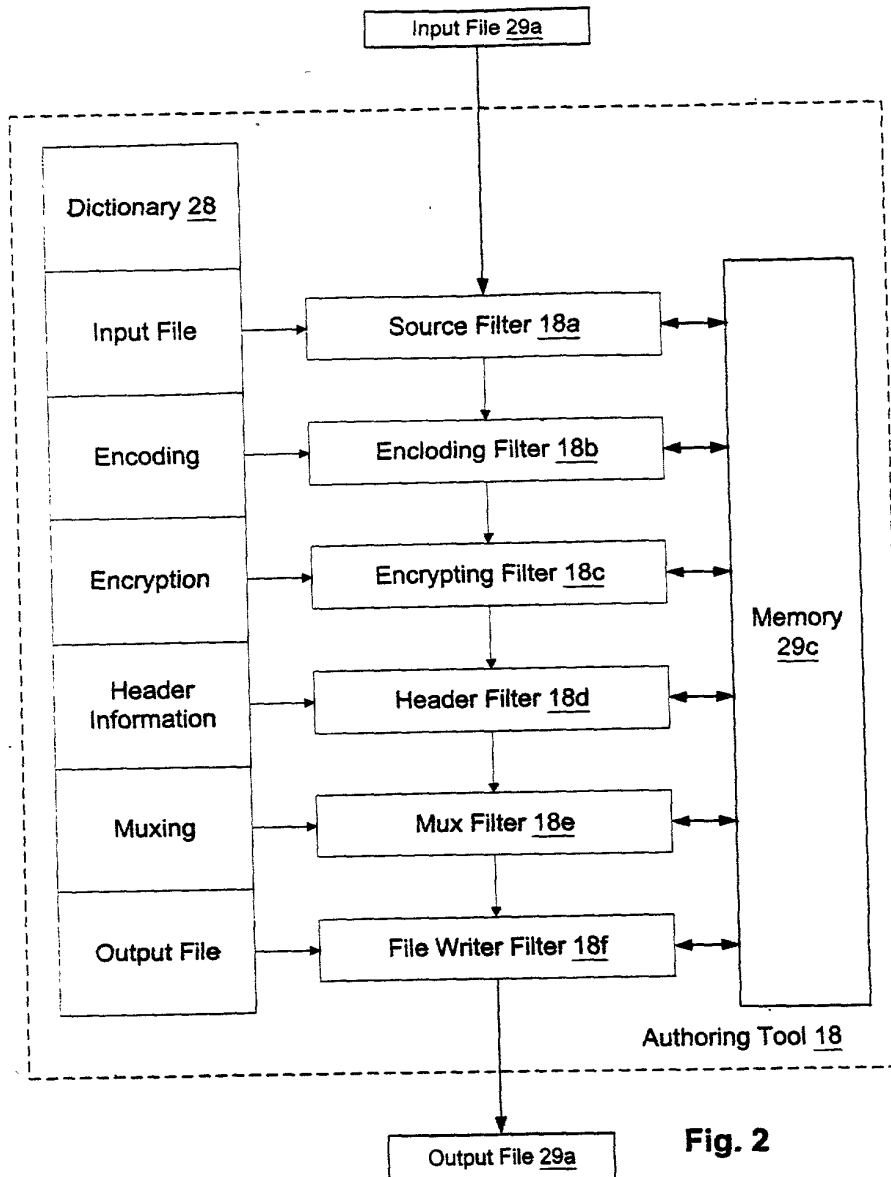 Input File 29a
Dictionary 28
Input File
Source Filter 18a
Encoding
Encloding Filter 18b
Encryption
Encrypting Filter 18c
Memory
29c
Header
Information
Header Filter 18d
Muxing
Mux Filter 18e
Output File
File Writer Filter 18f
Authoring Tool 18
Output File 29a
Fig. 2